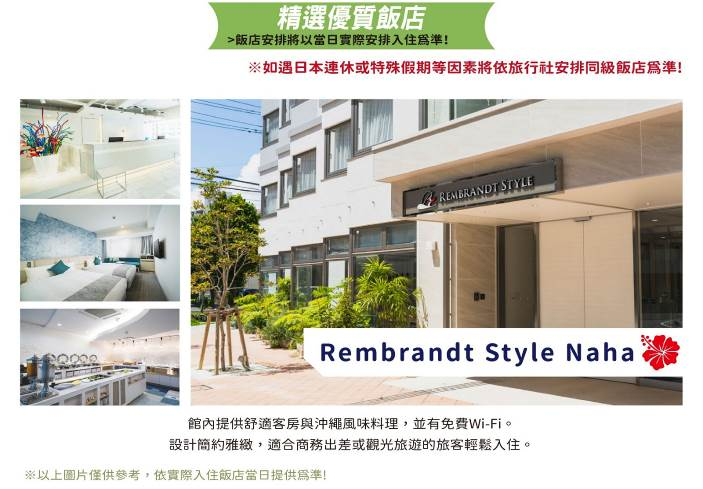 精選優質飯店
>飯店安排將以當日實際安排入住為準!
※如遇日本連休或特殊假期等因素將依旅行社安排同級飯店為準!
REMBRANDT STYLE
Rembrandt Style Naha
館內提供舒適客房與沖繩風味料理，並有免費Wi-Fi。
設計簡約雅緻，適合商務出差或觀光旅遊的旅客輕鬆入住。
※以上圖片僅供參考，依實際入住飯店當日提供為準!